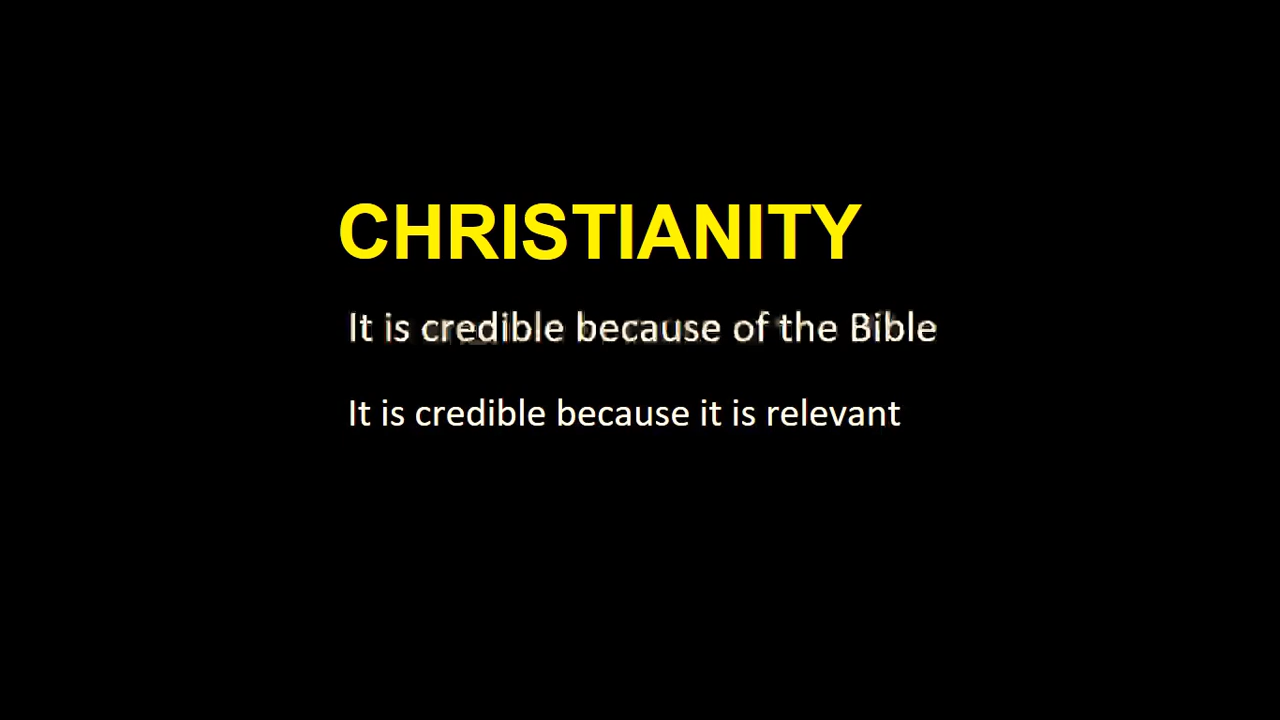 CHRISTIANITY
It is credible because of the Bible
It is credible because it is relevant